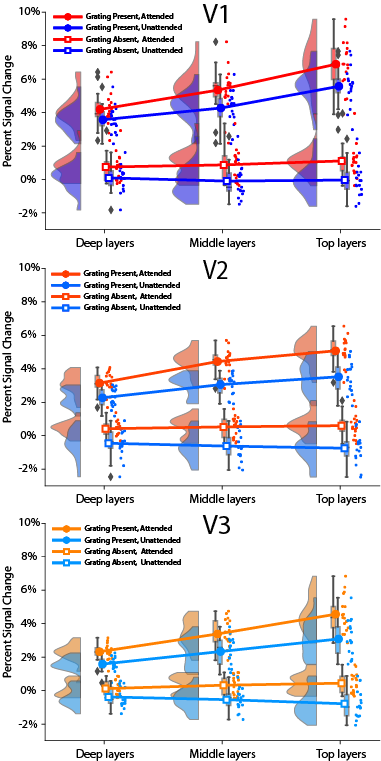 V1
10%
Grating Present, Attended
Grating Present, Unattended
Grating Absent, Attended
Grating Absent, Unattended
8%
6%
4%
2%
0%
-2%
Percent Signal Change
Deep layers Middle layers Top layers
V2
10%
Grating Present, Attended
Grating Present, Unattended
Grating Absent, Attended
Grating Absent, Unattended
8%
6%
4%
2%
0%
-2%
Percent Signal Change
Deep layers Middle layers Top layers
V3
10%
Grating Present, Attended
Grating Present, Unattended
Grating Absent, Attended
Grating Absent, Unattended
8%
6%
4%
2%
0%
-2%
Percent Signal Change
Deep layers Middle layers Top layers